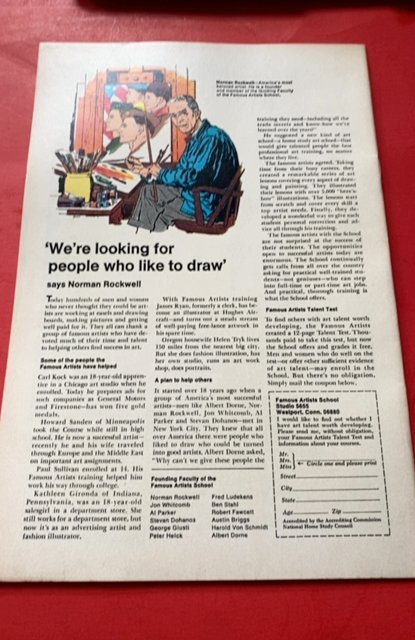 Norman Rockwell—America's most
beloved artist. He is a founder
and member of the Guiding Faculty
of the Famous Artists School.
'We're looking for
people who like to draw'
says Norman Rockwell
Today hundreds of men and women
who never thought they could be art-
ists are working at easels and drawing
boards, making pictures and getting
well paid for it. They all can thank a
group of famous artists who have de-
voted much of their time and talent
to helping others find success in art.
Some of the people the
Famous Artists have helped
Carl Kock was an 18-year-old appren-
tice in a Chicago art studio when he
enrolled. Today he prepares ads for
such companies as General Motors
and Firestone—has won five gold
medals.
Howard Sanden of Minneapolis
took the Course while still in high
school. He is now a successful artist—
recently he and his wife traveled
through Europe and the Middle East
on important art assignments.
Paul Sullivan enrolled at 14. His
Famous Artists training helped him
work his way through college.
Kathleen Gironda of Indiana,
Pennsylvania, was an 18-year-old
salesgirl in a department store. She
still works for a department store, but
now it's as an advertising artist and
fashion illustrator.
With Famous Artists training
James Ryan, formerly a clerk, has be-
come an illustrator at Hughes Air-
craft—and turns out a steady stream
of well-paying free-lance artwork in
his spare time.
Oregon housewife Helen Tryk lives
150 miles from the nearest big city.
But she does fashion illustration, has
her own studio, runs an art work
shop, does portraits.
A plan to help others
It started over 18 years ago when a
group of America's most successful
artists—men like Albert Dorne, Nor-
man Rockwell, Jon Whitcomb, Al
Parker and Stevan Dohanos—met in
New York City. They knew that all
over America there were people who
liked to draw who could be turned
into good artists. Albert Dorne asked,
"Why can't we give these people the
Founding Faculty of the
Famous Artists School
Norman Rockwell
Jon Whitcomb
Al Parker
Stevan Dohanos
George Giusti
Peter Helck
Fred Ludekens
Ben Stahl
Robert Fawcett
Austin Briggs
Harold Von Schmidt
Albert Dorne
training they need—including all the
trade secrets and know-how we've
learned over the years?"
He suggested a new kind of art
school—a home study art school—that
would give talented people the best
professional art training, no matter
where they live.
The famous artists agreed. Taking
time from their busy careers, they
created a remarkable series of art
lessons covering every aspect of draw-
ing and painting. They illustrated
their lessons with over 5,000 "here's-
how" illustrations. The lessons start
from scratch and cover every skill a
top artist needs. Finally, they de-
veloped a wonderful way to give each
student personal correction and ad-
vice all through his training.
The famous artists with the School
are not surprised at the success of
their students. The opportunities
open to successful artists today are
enormous. The School continually
gets calls from all over the country
asking for practical well-trained stu-
dents—not geniuses—who can step
into full-time or part-time art jobs.
And practical, thorough training is
what the School offers.
Famous Artists Talent Test
To find others with art talent worth
developing, the Famous Artists
created a 12-page Talent Test. Thou-
sands paid to take this test, but now
the School offers and grades it free.
Men and women who do well on the
test—or offer other sufficient evidence
of art talent—may enroll in the
School. But there's no obligation.
Simply mail the coupon below.
Famous Artists School
Studio 5655
Westport, Conn. 06880
I would like to find out whether I
have art talent worth developing.
Please send me, without obligation,
your Famous Artists Talent Test and
information about your courses.
Mr.
Mrs.
Miss ← Circle one and please print
Street
City
State
Age Zip
Accredited by the Accrediting Commission
National Home Study Council